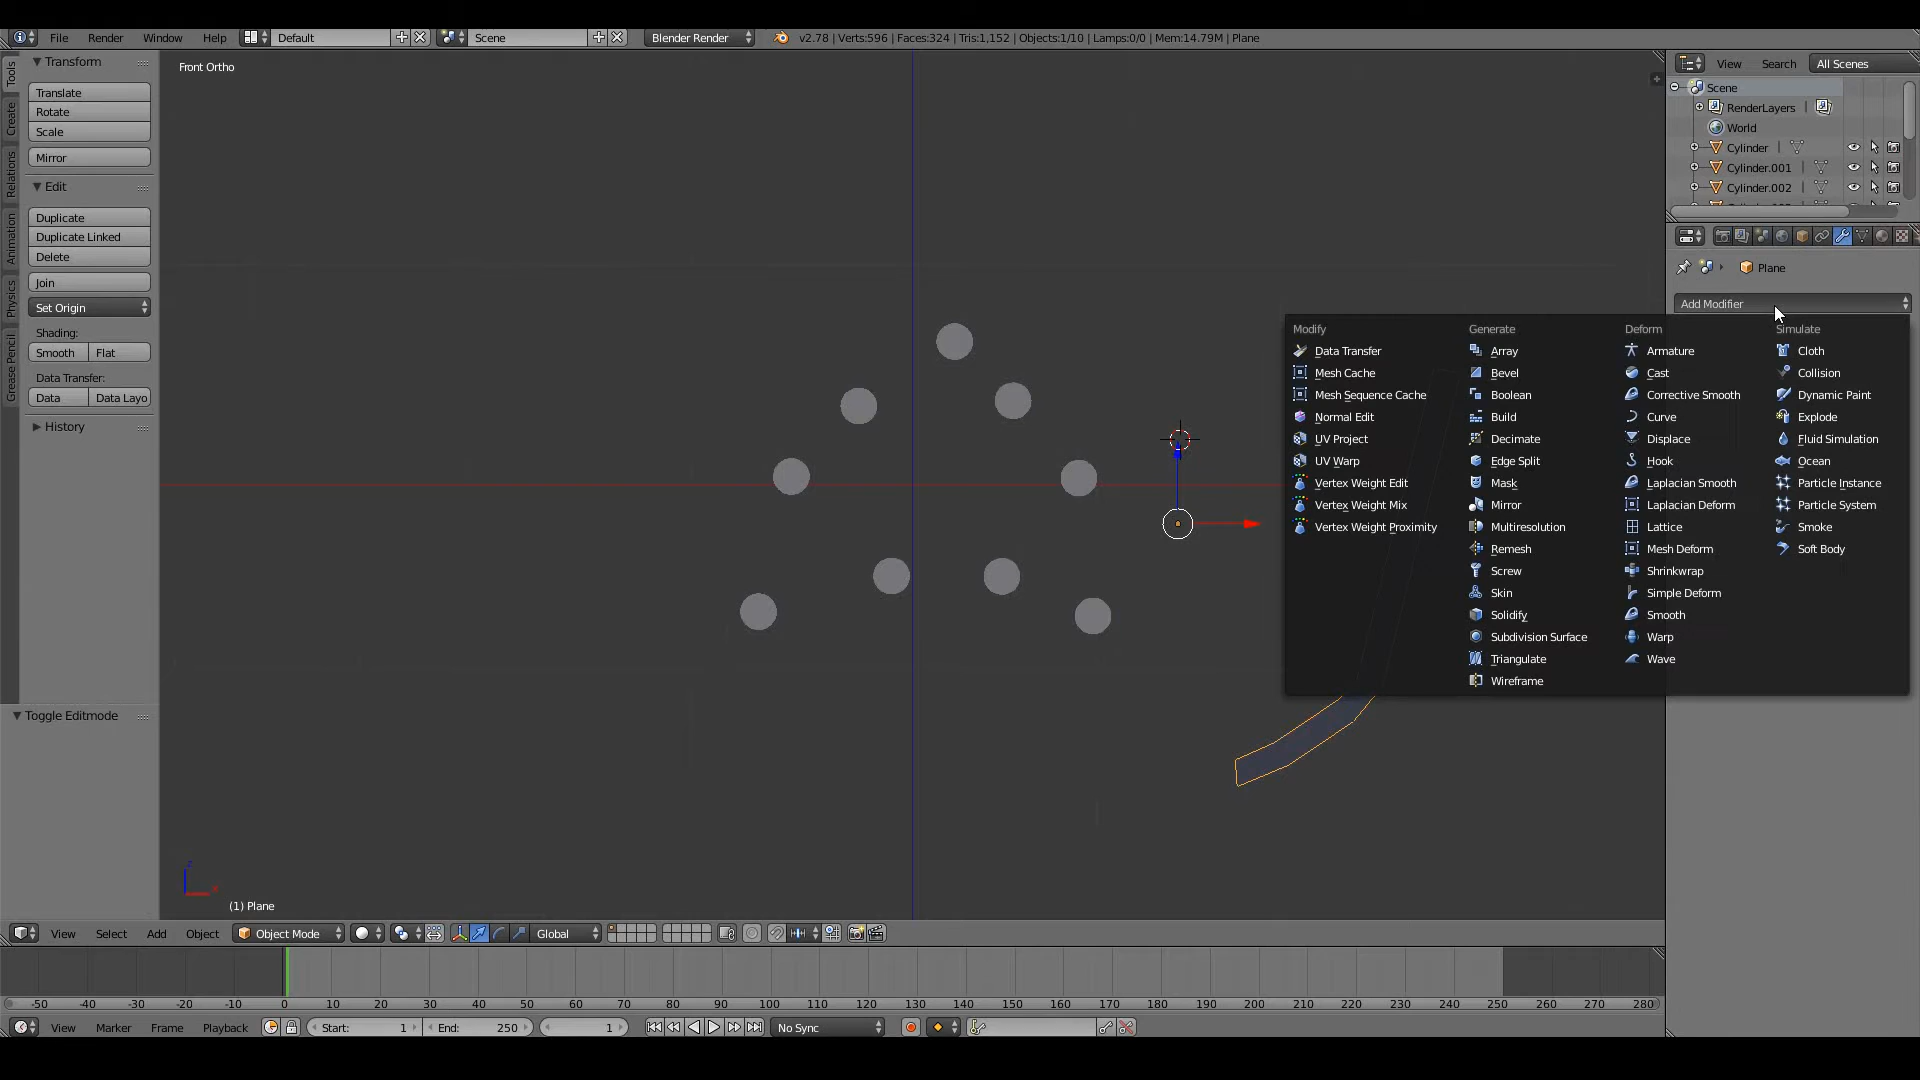 File Render Window Help Default Scene Blender Render v2.78 | Verts:596 | Faces:324 | Tris:1,152 | Objects:1/10 | Lamps:0/0 | Mem:14.79M | Plane
Tools
Create
Relations
Animation
Physics
Grease Pencil
Transform
Translate
Rotate
Scale
Mirror
Edit
Duplicate
Duplicate Linked
Delete
Join
Set Origin
Shading:
Smooth Flat
Data Transfer:
Data Data Layo
History
Toggle Editmode
Front Ortho
(1) Plane
View Search All Scenes
Scene
RenderLayers
World
Cylinder
Cylinder.001
Cylinder.002
Plane
Add Modifier
Modify
Data Transfer
Mesh Cache
Mesh Sequence Cache
Normal Edit
UV Project
UV Warp
Vertex Weight Edit
Vertex Weight Mix
Vertex Weight Proximity
Generate
Array
Bevel
Boolean
Build
Decimate
Edge Split
Mask
Mirror
Multiresolution
Remesh
Screw
Skin
Solidify
Subdivision Surface
Triangulate
Wireframe
Deform
Armature
Cast
Corrective Smooth
Curve
Displace
Hook
Laplacian Smooth
Laplacian Deform
Lattice
Mesh Deform
Shrinkwrap
Simple Deform
Smooth
Warp
Wave
Simulate
Cloth
Collision
Dynamic Paint
Explode
Fluid Simulation
Ocean
Particle Instance
Particle System
Smoke
Soft Body
View Select Add Object Object Mode Global
-50 -40 -30 -20 -10 0 10 20 30 40 50 60 70 80 90 100 110 120 130 140 150 160 170 180 190 200 210 220 230 240 250 260 270 280
View Marker Frame Playback Start: 1 End: 250 1 No Sync